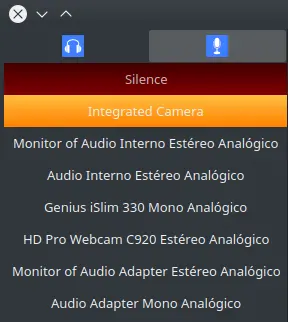 Silence
Integrated Camera
Monitor of Audio Interno Estéreo Analógico
Audio Interno Estéreo Analógico
Genius iSlim 330 Mono Analógico
HD Pro Webcam C920 Estéreo Analógico
Monitor of Audio Adapter Estéreo Analógico
Audio Adapter Mono Analógico